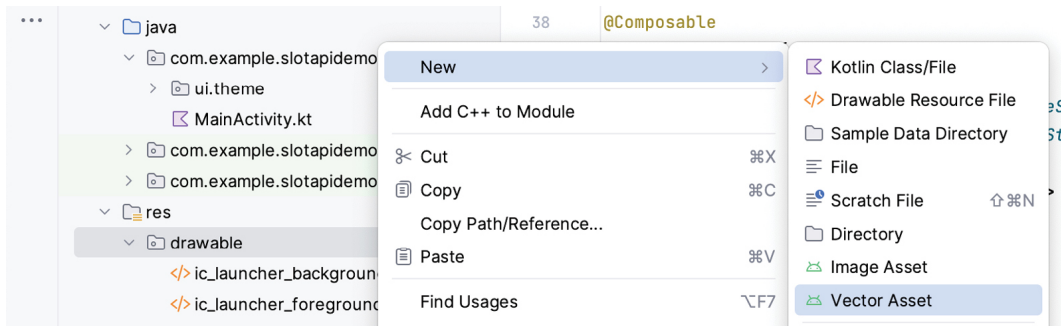 java
com.example.slotapidemo
ui.theme
MainActivity.kt
com.example.slotapidemo
com.example.slotapidemo
res
drawable
ic_launcher_backgroun
ic_launcher_foreground
38 @Composable
New
Add C++ to Module
Cut ⌘X
Copy ⌘C
Copy Path/Reference...
Paste ⌘V
Find Usages ⌥F7
Kotlin Class/File
Drawable Resource File
Sample Data Directory
File
Scratch File ⇧⌘N
Directory
Image Asset
Vector Asset